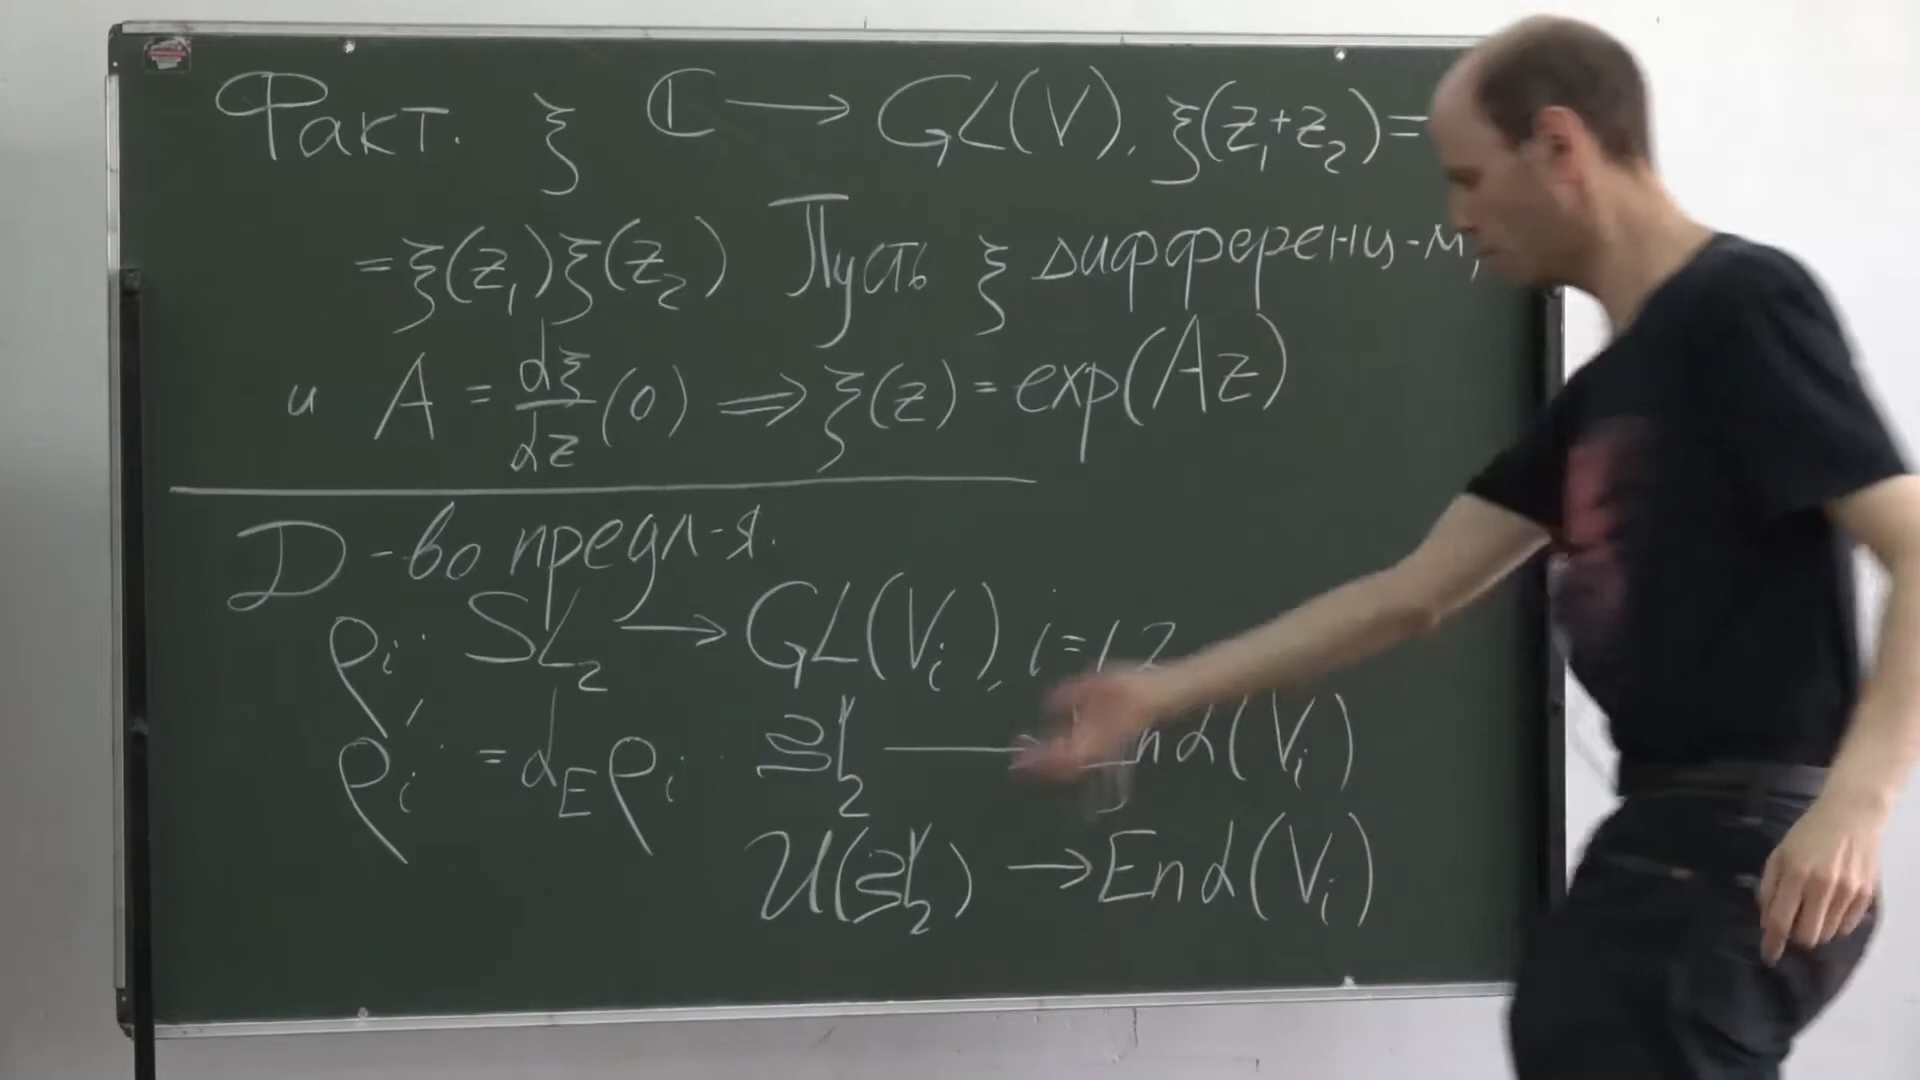 Факт. ξ ℂ → GL(V), ξ(z₁+z₂)=
=ξ(z₁)ξ(z₂) Пусть ξ дифференц-м,
и A = dξ/dz (0) ⟹ ξ(z) = exp(Az)
Д-во предл-я.
ρᵢ: SL₂ → GL(Vᵢ), i=1,2
ρᵢ' = d_E ρᵢ: 𝔰𝔩₂ → End(Vᵢ)
U(𝔰𝔩₂) → End(Vᵢ)